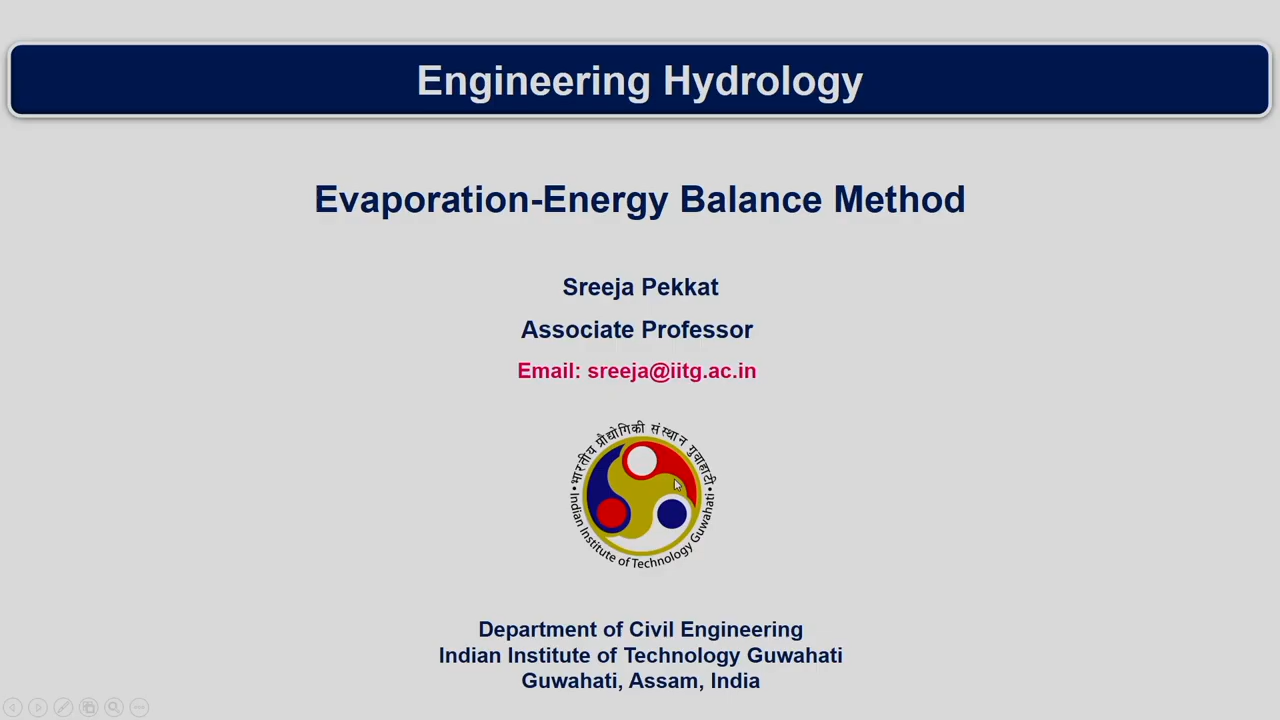 Engineering Hydrology
Evaporation-Energy Balance Method
Sreeja Pekkat
Associate Professor
Email: sreeja@iitg.ac.in
भारतीय प्रौद्योगिकी संस्थान गुवाहाटी
Indian Institute of Technology Guwahati
Department of Civil Engineering
Indian Institute of Technology Guwahati
Guwahati, Assam, India